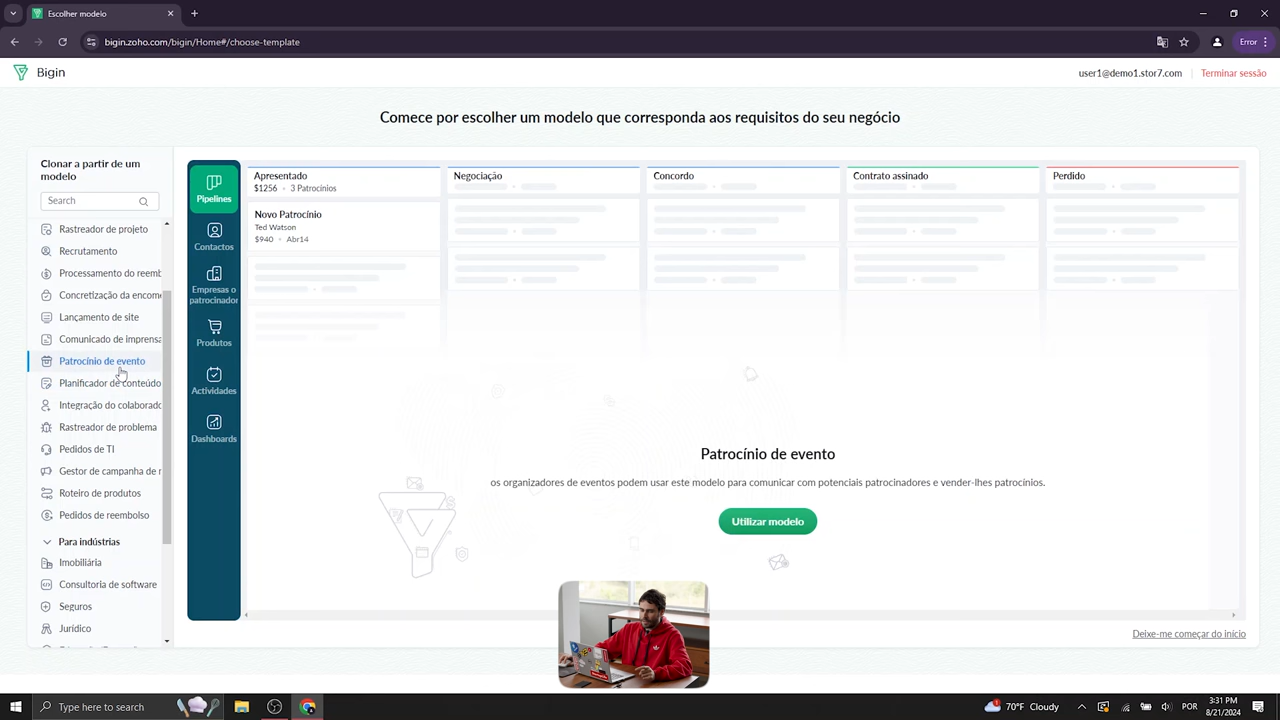 Escolher modelo
bigin.zoho.com/bigin/Home#/choose-template
Error
Bigin
user1@demo1.stor7.com
Terminar sessão
Comece por escolher um modelo que corresponda aos requisitos do seu negócio
Clonar a partir de um
modelo
Search
Rastreador de projeto
Recrutamento
Processamento do reemb
Concretização da encome
Lançamento de site
Comunicado de imprensa
Patrocínio de evento
Planificador de conteúdo
Integração do colaborado
Rastreador de problema
Pedidos de TI
Gestor de campanha de r
Roteiro de produtos
Pedidos de reembolso
Para indústrias
Imobiliária
Consultoria de software
Seguros
Jurídico
Pipelines
Contactos
Empresas o
patrocinador
Produtos
Actividades
Dashboards
Apresentado
$1256 · 3 Patrocínios
Novo Patrocínio
Ted Watson
$940 · Abr14
Negociação
Concordo
Contrato assinado
Perdido
Patrocínio de evento
os organizadores de eventos podem usar este modelo para comunicar com potenciais patrocinadores e vender-lhes patrocínios.
Utilizar modelo
Deixe-me começar do início
Type here to search
70°F Cloudy
POR
3:31 PM
8/21/2024